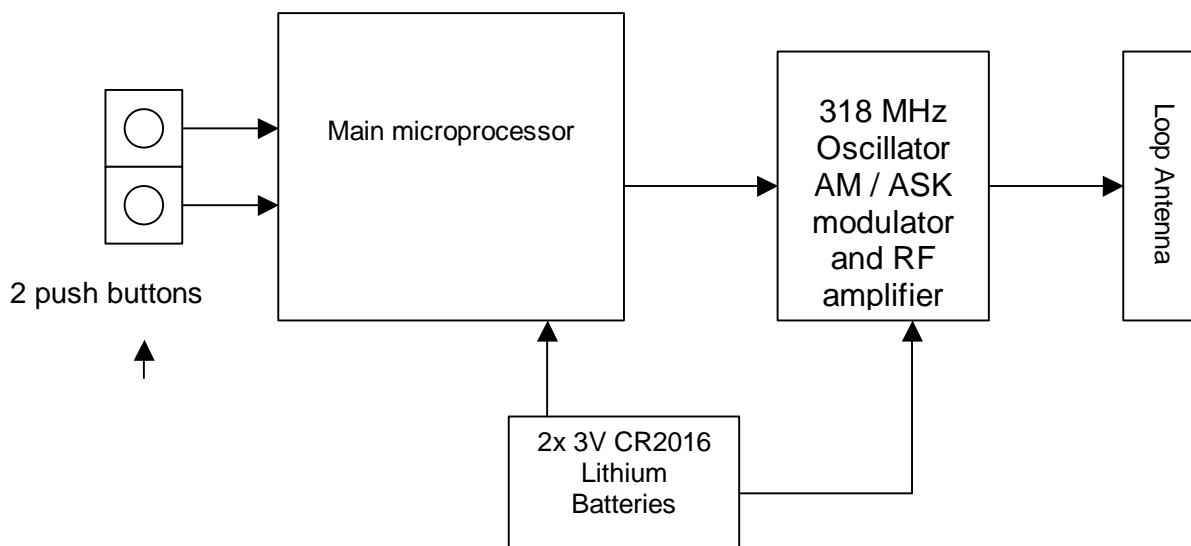 2 push buttons
Main microprocessor
318 MHz
Oscillator
AM / ASK
modulator
and RF
amplifier
Loop Antenna
2x 3V CR2016
Lithium
Batteries